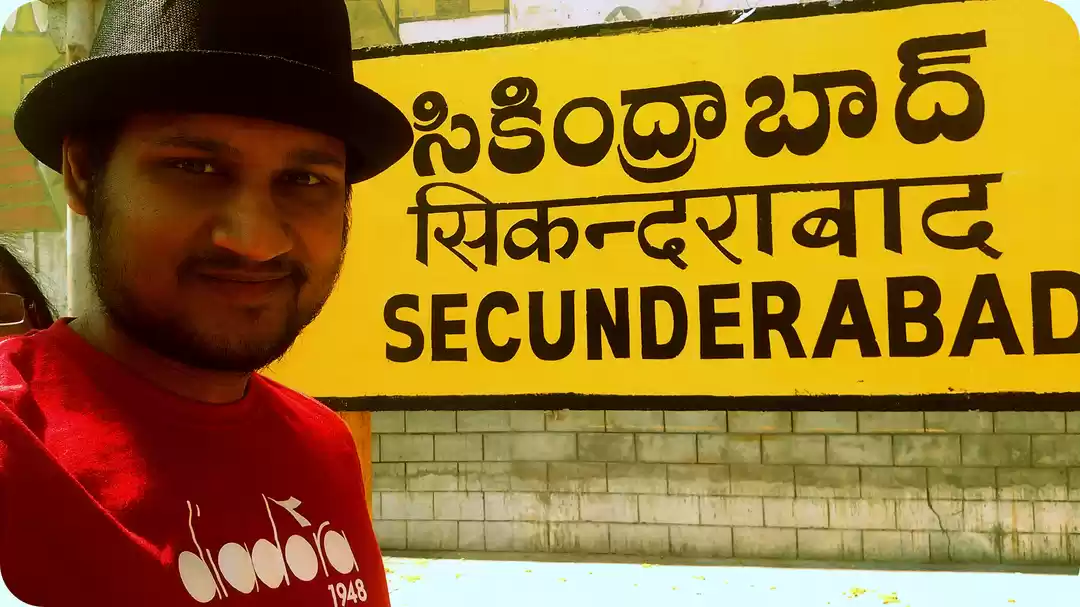 సికింద్రాబాద్
सिकन्दराबाद
SECUNDERABAD
diadora
1948